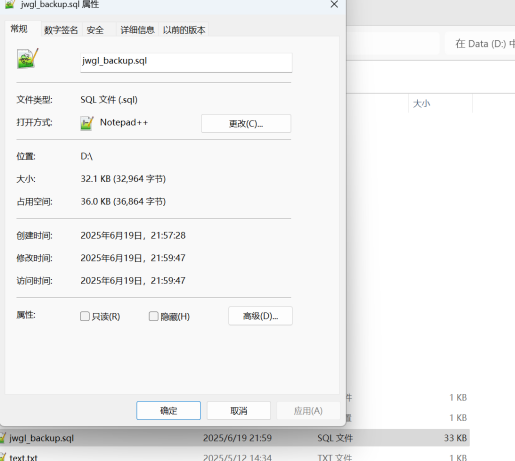 jwgl_backup.sql 属性
常规 数字签名 安全 详细信息 以前的版本
jwgl_backup.sql
文件类型: SQL 文件 (.sql)
打开方式: Notepad++ 更改(C)...
位置: D:\
大小: 32.1 KB (32,964 字节)
占用空间: 36.0 KB (36,864 字节)
创建时间: 2025年6月19日，21:57:28
修改时间: 2025年6月19日，21:59:47
访问时间: 2025年6月19日，21:59:47
属性: 只读(R) 隐藏(H) 高级(D)...
确定 取消 应用(A)
在 Data (D:) 中
大小
件 1 KB
置 1 KB
jwgl_backup.sql 2025/6/19 21:59 SQL 文件 33 KB
text.txt 2025/5/12 14:34 TXT 文件 1 KB